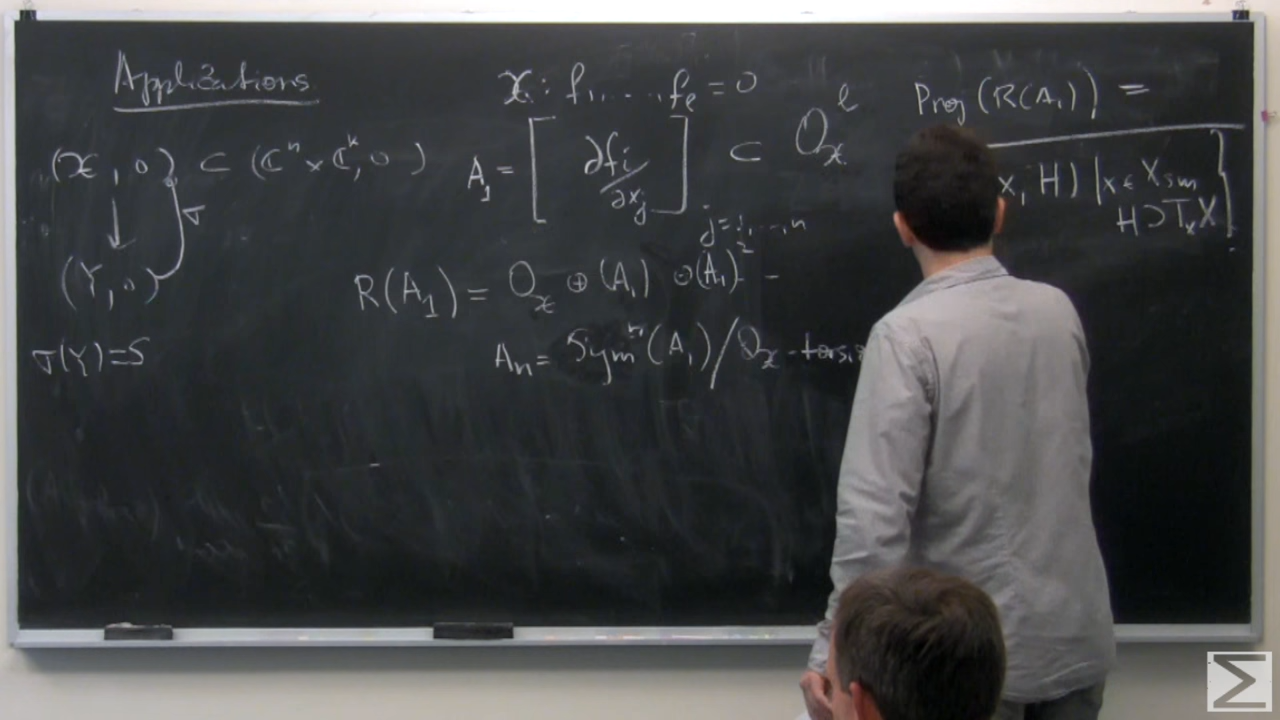 Applications
(𝒳, 0) ⊂ (ℂⁿ × ℂᵏ, 0)
↓ σ
(Y, 0)
σ(Y) = S
𝒳 : f₁, ..., fₑ = 0
A₁ = [ ∂fᵢ/∂xⱼ ] ⊂ O_𝒳^ℓ
j = 1, ..., n
R(A₁) = O_𝒳 ⊕ (A₁) ⊕ (A₁)² -
Aₙ = Symⁿ(A₁) / O_𝒳 - torsi
Proj (R(A₁)) =
x, H) | x ∈ X_sm
H ⊃ TₓX }
Σ